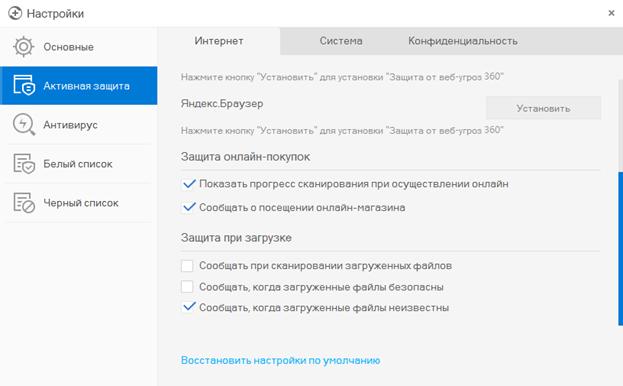 Настройки
Основные
Активная защита
Антивирус
Белый список
Черный список
Интернет
Система
Конфиденциальность
Нажмите кнопку "Установить" для установки "Защита от веб-угроз 360"
Яндекс.Браузер
Установить
Нажмите кнопку "Установить" для установки "Защита от веб-угроз 360"
Защита онлайн-покупок
Показать прогресс сканирования при осуществлении онлайн
Сообщать о посещении онлайн-магазина
Защита при загрузке
Сообщать при сканировании загруженных файлов
Сообщать, когда загруженные файлы безопасны
Сообщать, когда загруженные файлы неизвестны
Восстановить настройки по умолчанию